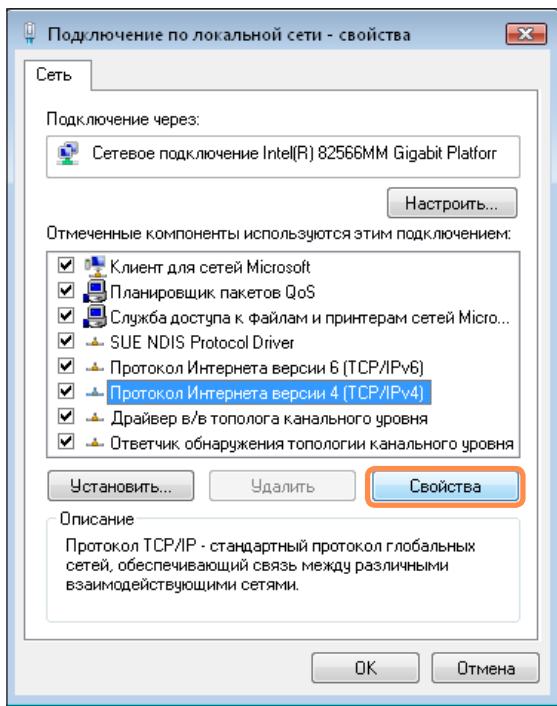 Подключение по локальной сети - свойства
Сеть
Подключение через:
Сетевое подключение Intel(R) 82566MM Gigabit Platforr
Настроить...
Отмеченные компоненты используются этим подключением:
Клиент для сетей Microsoft
Планировщик пакетов QoS
Служба доступа к файлам и принтерам сетей Micro...
SUE NDIS Protocol Driver
Протокол Интернета версии 6 (TCP/IPv6)
Протокол Интернета версии 4 (TCP/IPv4)
Драйвер в/в тополога канального уровня
Ответчик обнаружения топологии канального уровня
Установить...
Удалить
Свойства
Описание
Протокол TCP/IP - стандартный протокол глобальных
сетей, обеспечивающий связь между различными
взаимодействующими сетями.
OK
Отмена